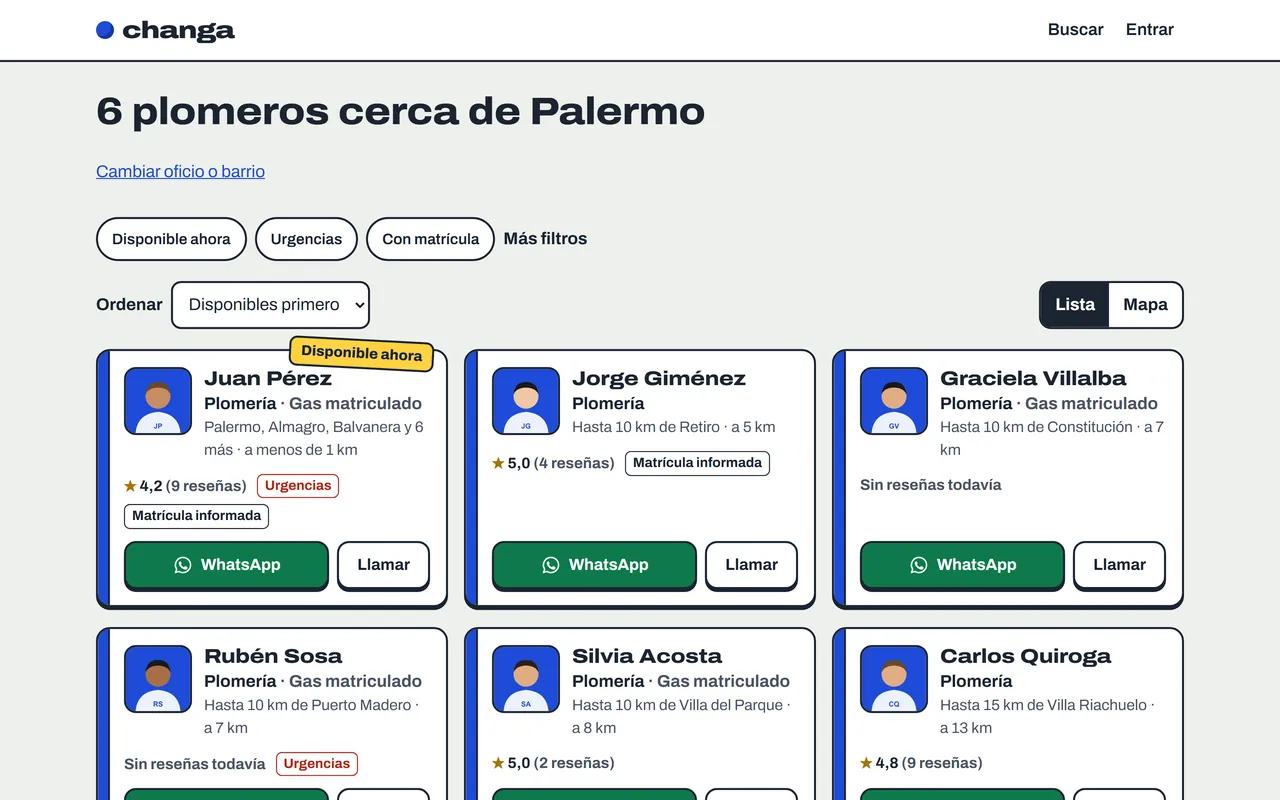 changa
Buscar
Entrar
6 plomeros cerca de Palermo
Cambiar oficio o barrio
Disponible ahora
Urgencias
Con matrícula
Más filtros
Ordenar
Disponibles primero
Lista
Mapa
Disponible ahora
JP
Juan Pérez
Plomería · Gas matriculado
Palermo, Almagro, Balvanera y 6
más · a menos de 1 km
★ 4,2 (9 reseñas)
Urgencias
Matrícula informada
WhatsApp
Llamar
JG
Jorge Giménez
Plomería
Hasta 10 km de Retiro · a 5 km
★ 5,0 (4 reseñas)
Matrícula informada
WhatsApp
Llamar
GV
Graciela Villalba
Plomería · Gas matriculado
Hasta 10 km de Constitución · a 7
km
Sin reseñas todavía
WhatsApp
Llamar
RS
Rubén Sosa
Plomería · Gas matriculado
Hasta 10 km de Puerto Madero ·
a 7 km
Sin reseñas todavía
Urgencias
SA
Silvia Acosta
Plomería · Gas matriculado
Hasta 10 km de Villa del Parque ·
a 8 km
★ 5,0 (2 reseñas)
CQ
Carlos Quiroga
Plomería
Hasta 15 km de Villa Riachuelo ·
a 13 km
★ 4,8 (9 reseñas)